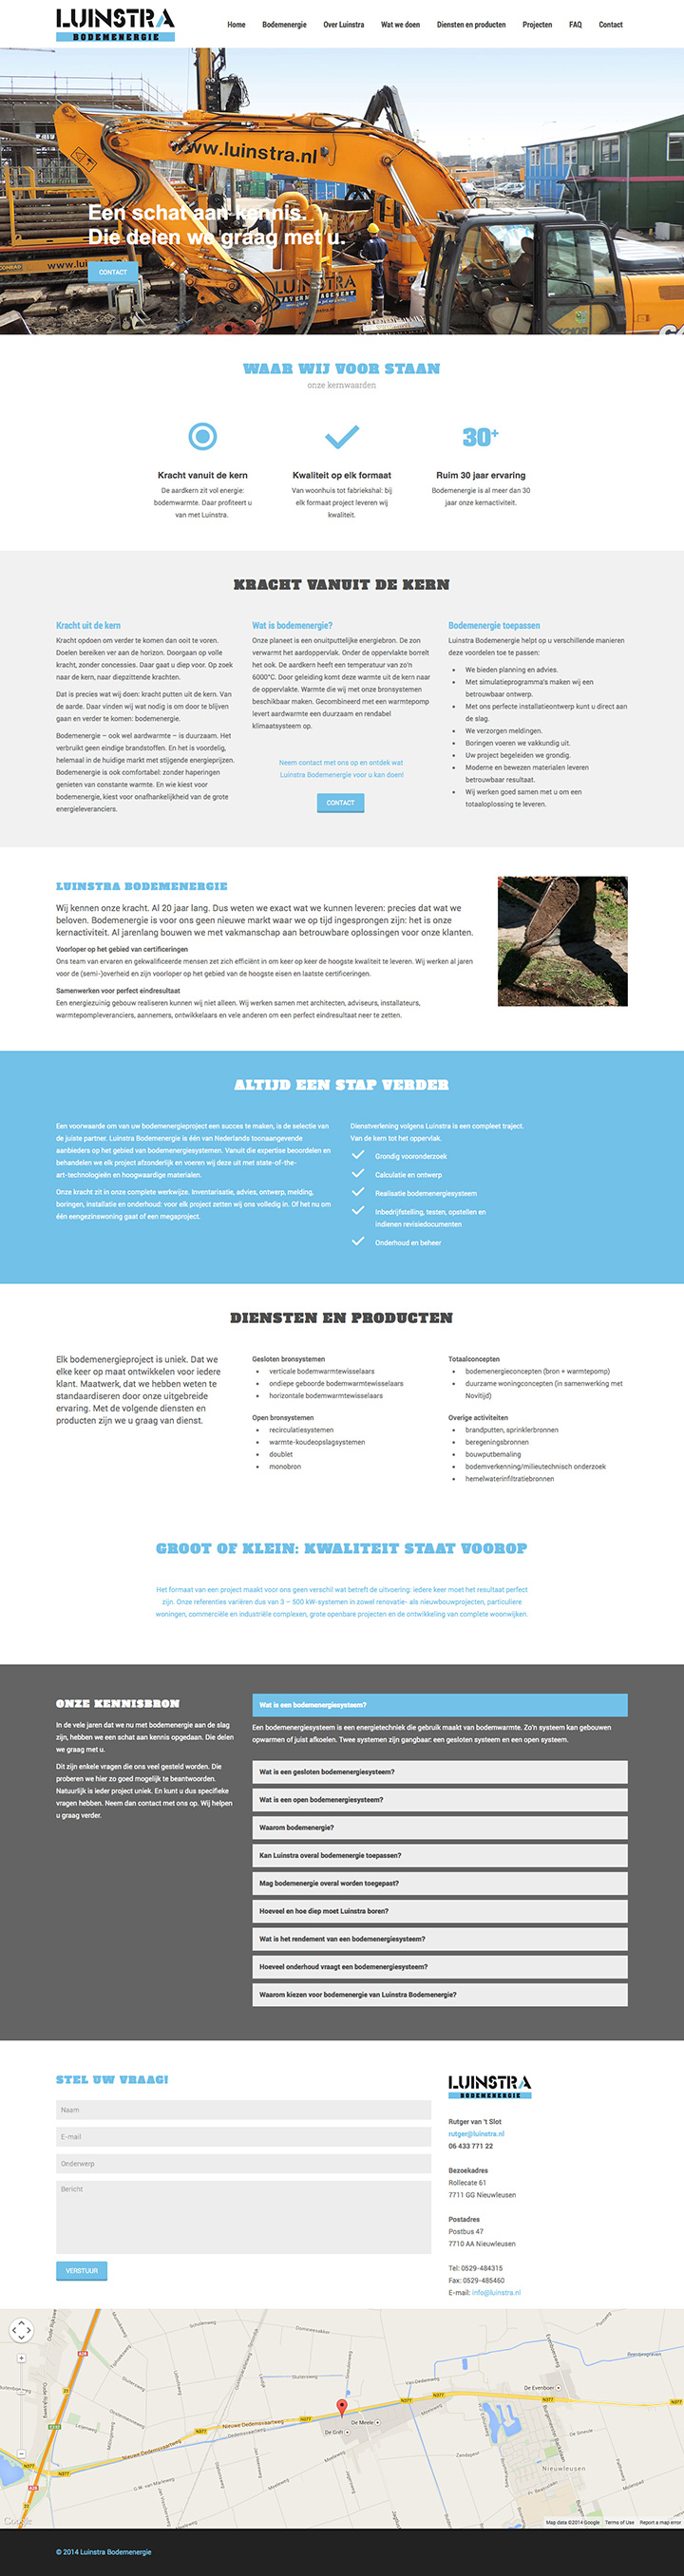 LUINSTRA
BODEMENERGIE
Home Bodemenergie Over Luinstra Wat we doen Diensten en producten Projecten FAQ Contact
www.luinstra.nl
Een schat aan kennis.
Die delen we graag met u.
CONTACT
LUINSTRA
WATERMANAGEMENT
WAAR WIJ VOOR STAAN
onze kernwaarden
30+
Kracht vanuit de kern
De aardkern zit vol energie:
bodemwarmte. Daar profiteert u
van met Luinstra.
Kwaliteit op elk formaat
Van woonhuis tot fabriekshal: bij
elk formaat project leveren wij
kwaliteit.
Ruim 30 jaar ervaring
Bodemenergie is al meer dan 30
jaar onze kernactiviteit.
KRACHT VANUIT DE KERN
Kracht uit de kern
Kracht opdoen om verder te komen dan ooit te voren.
Doelen bereiken ver aan de horizon. Doorgaan op volle
kracht, zonder concessies. Daar gaat u diep voor. Op zoek
naar de kern, naar diepzittende krachten.
Dat is precies wat wij doen: kracht putten uit de kern. Van
de aarde. Daar vinden wij wat nodig is om door te blijven
gaan en verder te komen: bodemenergie.
Bodemenergie – ook wel aardwarmte – is duurzaam. Het
verbruikt geen eindige brandstoffen. En het is voordelig,
helemaal in de huidige markt met stijgende energieprijzen.
Bodemenergie is ook comfortabel: zonder haperingen
genieten van constante warmte. En wie kiest voor
bodemenergie, kiest voor onafhankelijkheid van de grote
energieleveranciers.
Wat is bodemenergie?
Onze planeet is een onuitputtelijke energiebron. De zon
verwarmt het aardoppervlak. Onder de oppervlakte borrelt
het ook. De aardkern heeft een temperatuur van zo'n
6000°C. Door geleiding komt deze warmte uit de kern naar
de oppervlakte. Warmte die wij met onze bronsystemen
beschikbaar maken. Gecombineerd met een warmtepomp
levert aardwarmte een duurzaam en rendabel
klimaatsysteem op.
Neem contact met ons op en ontdek wat
Luinstra Bodemenergie voor u kan doen!
CONTACT
Bodemenergie toepassen
Luinstra Bodemenergie helpt op u verschillende manieren
deze voordelen toe te passen:
• We bieden planning en advies.
• Met simulatieprogramma's maken wij een
betrouwbaar ontwerp.
• Met ons perfecte installatieontwerp kunt u direct aan
de slag.
• We verzorgen meldingen.
• Boringen voeren we vakkundig uit.
• Uw project begeleiden we grondig.
• Moderne en bewezen materialen leveren
betrouwbaar resultaat.
• Wij werken goed samen met u om een
totaaloplossing te leveren.
LUINSTRA BODEMENERGIE
Wij kennen onze kracht. Al 20 jaar lang. Dus weten we exact wat we kunnen leveren: precies dat wat we
beloven. Bodemenergie is voor ons geen nieuwe markt waar we op tijd ingesprongen zijn: het is onze
kernactiviteit. Al jarenlang bouwen we met vakmanschap aan betrouwbare oplossingen voor onze klanten.
Voorloper op het gebied van certificeringen
Ons team van ervaren en gekwalificeerde mensen zet zich efficiënt in om keer op keer de hoogste kwaliteit te leveren. Wij werken al jaren
voor de (semi-)overheid en zijn voorloper op het gebied van de hoogste eisen en laatste certificeringen.
Samenwerken voor perfect eindresultaat
Een energiezuinig gebouw realiseren kunnen wij niet alleen. Wij werken samen met architecten, adviseurs, installateurs,
warmtepompleveranciers, aannemers, ontwikkelaars en vele anderen om een perfect eindresultaat neer te zetten.
ALTIJD EEN STAP VERDER
Een voorwaarde om van uw bodemenergieproject een succes te maken, is de selectie van
de juiste partner. Luinstra Bodemenergie is één van Nederlands toonaangevende
aanbieders op het gebied van bodemenergiesystemen. Vanuit die expertise beoordelen en
behandelen we elk project afzonderlijk en voeren wij deze uit met state-of-the-
art-technologieën en hoogwaardige materialen.
Onze kracht zit in onze complete werkwijze. Inventarisatie, advies, ontwerp, melding,
boringen, installatie en onderhoud: voor elk project zetten wij ons volledig in. Of het nu om
één eengezinswoning gaat of een megaproject.
Dienstverlening volgens Luinstra is een compleet traject.
Van de kern tot het oppervlak.
Grondig vooronderzoek
Calculatie en ontwerp
Realisatie bodemenergiesysteem
Inbedrijfstelling, testen, opstellen en
indienen revisiedocumenten
Onderhoud en beheer
DIENSTEN EN PRODUCTEN
Elk bodemenergieproject is uniek. Dat we
elke keer op maat ontwikkelen voor iedere
klant. Maatwerk, dat we hebben weten te
standaardiseren door onze uitgebreide
ervaring. Met de volgende diensten en
producten zijn we u graag van dienst.
Gesloten bronsystemen
• verticale bodemwarmtewisselaars
• ondiepe geboorde bodemwarmtewisselaars
• horizontale bodemwarmtewisselaars
Open bronsystemen
• recirculatiesystemen
• warmte-koudeopslagsystemen
• doublet
• monobron
Totaalconcepten
• bodemenergieconcepten (bron + warmtepomp)
• duurzame woningconcepten (in samenwerking met
Novitijd)
Overige activiteiten
• brandputten, sprinklerbronnen
• beregeningsbronnen
• bouwputbemaling
• bodemverkenning/milieutechnisch onderzoek
• hemelwaterinfiltratiebronnen
GROOT OF KLEIN: KWALITEIT STAAT VOOROP
Het formaat van een project maakt voor ons geen verschil wat betreft de uitvoering: iedere keer moet het resultaat perfect
zijn. Onze referenties variëren dus van 3 – 500 kW-systemen in zowel renovatie- als nieuwbouwprojecten, particuliere
woningen, commerciële en industriële complexen, grote openbare projecten en de ontwikkeling van complete woonwijken.
ONZE KENNISBRON
In de vele jaren dat we nu met bodemenergie aan de slag
zijn, hebben we een schat aan kennis opgedaan. Die delen
we graag met u.
Dit zijn enkele vragen die ons veel gesteld worden. Die
proberen we hier zo goed mogelijk te beantwoorden.
Natuurlijk is ieder project uniek. En kunt u dus specifieke
vragen hebben. Neem dan contact met ons op. Wij helpen
u graag verder.
Wat is een bodemenergiesysteem?
Een bodemenergiesysteem is een energietechniek die gebruik maakt van bodemwarmte. Zo'n systeem kan gebouwen
opwarmen of juist afkoelen. Twee systemen zijn gangbaar: een gesloten systeem en een open systeem.
Wat is een gesloten bodemenergiesysteem?
Wat is een open bodemenergiesysteem?
Waarom bodemenergie?
Kan Luinstra overal bodemenergie toepassen?
Mag bodemenergie overal worden toegepast?
Hoeveel en hoe diep moet Luinstra boren?
Wat is het rendement van een bodemenergiesysteem?
Hoeveel onderhoud vraagt een bodemenergiesysteem?
Waarom kiezen voor bodemenergie van Luinstra Bodemenergie?
STEL UW VRAAG!
Naam
E-mail
Onderwerp
Bericht
VERSTUUR
LUINSTRA
BODEMENERGIE
Rutger van 't Slot
rutger@luinstra.nl
06 433 771 22
Bezoekadres
Rollecate 61
7711 GG Nieuwleusen
Postadres
Postbus 47
7710 AA Nieuwleusen
Tel: 0529-484315
Fax: 0529-485460
E-mail: info@luinstra.nl
A28
N377
Nieuwe Dedemsvaartweg
De Meele
De Grift
De Evenboer
Nieuwleusen
Google
Map data ©2014 Google Terms of Use Report a map error
© 2014 Luinstra Bodemenergie